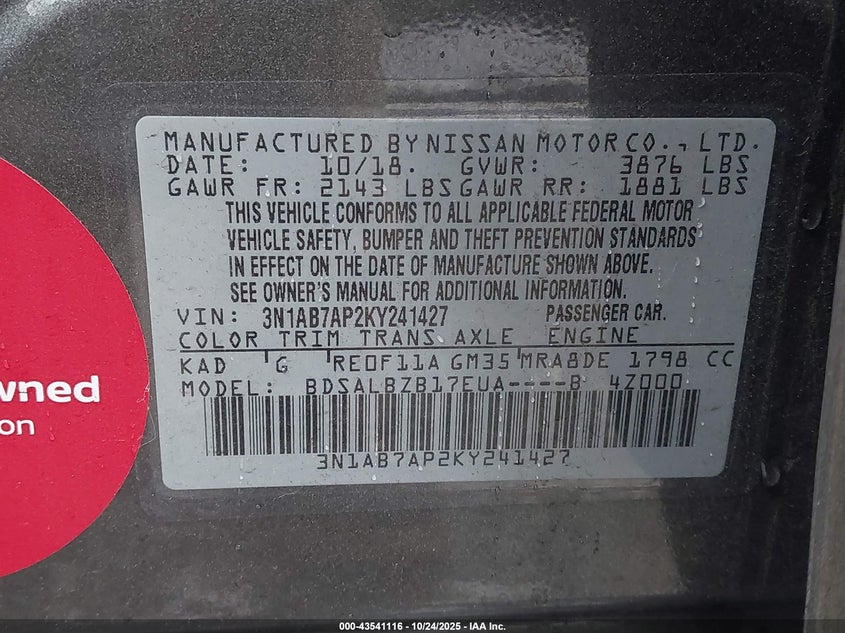 MANUFACTURED BY NISSAN MOTOR CO., LTD.
DATE: 10/18. GVWR: 3876 LBS
GAWR FR: 2143 LBS GAWR RR: 1881 LBS
THIS VEHICLE CONFORMS TO ALL APPLICABLE FEDERAL MOTOR
VEHICLE SAFETY, BUMPER AND THEFT PREVENTION STANDARDS
IN EFFECT ON THE DATE OF MANUFACTURE SHOWN ABOVE.
SEE OWNER'S MANUAL FOR ADDITIONAL INFORMATION.
VIN: 3N1AB7AP2KY241427 PASSENGER CAR.
COLOR TRIM TRANS AXLE ENGINE
KAD G RE0F11A GM35 MRA8DE 1798 CC
MODEL: BDSALBZB17EUA----B 4Z000
3N1AB7AP2KY241427
wned
on
000-43541116 - 10/24/2025 - IAA Inc.